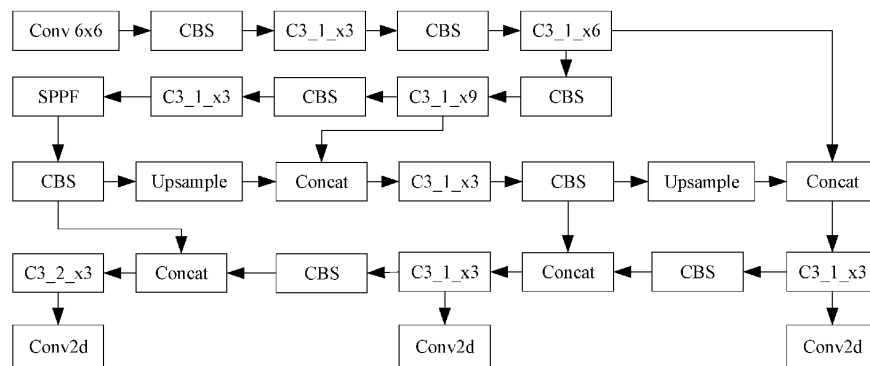 Conv 6x6 CBS C3_1_x3 CBS C3_1_x6
SPPF C3_1_x3 CBS C3_1_x9 CBS
CBS Upsample Concat C3_1_x3 CBS Upsample Concat
C3_2_x3 Concat CBS C3_1_x3 Concat CBS C3_1_x3
Conv2d Conv2d Conv2d